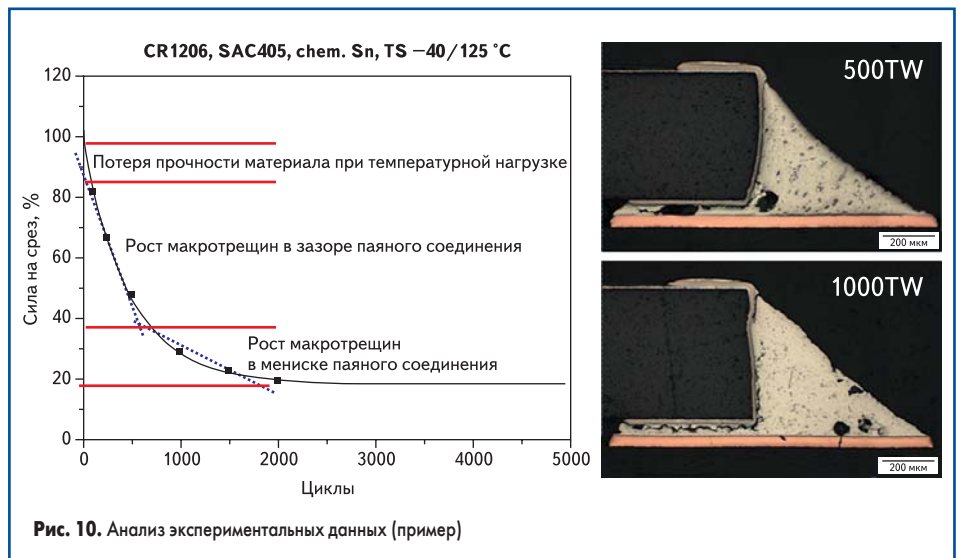 CR1206, SAC405, chem. Sn, TS −40/125 °C
120
100
80
60
40
20
0
Сила на срез, %
Потеря прочности материала при температурной нагрузке
Рост макротрещин в зазоре паяного соединения
Рост макротрещин
в мениске паяного соединения
0
1000
2000
3000
4000
5000
Циклы
500TW
200 мкм
1000TW
200 мкм
Рис. 10. Анализ экспериментальных данных (пример)